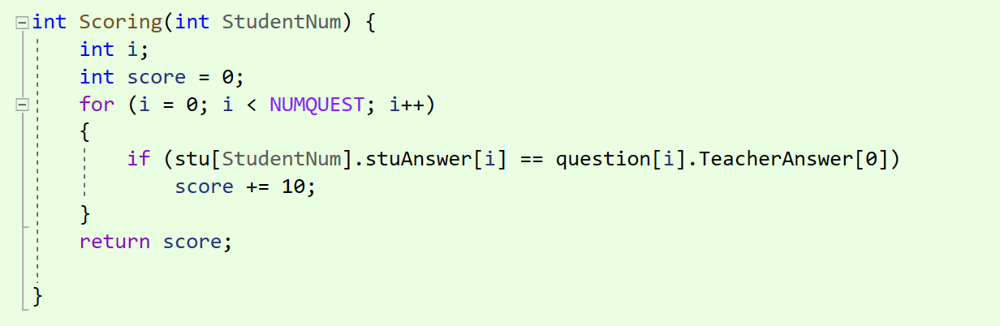 int Scoring(int StudentNum) {
    int i;
    int score = 0;
    for (i = 0; i < NUMQUEST; i++)
    {
        if (stu[StudentNum].stuAnswer[i] == question[i].TeacherAnswer[0])
            score += 10;
    }
    return score;
}